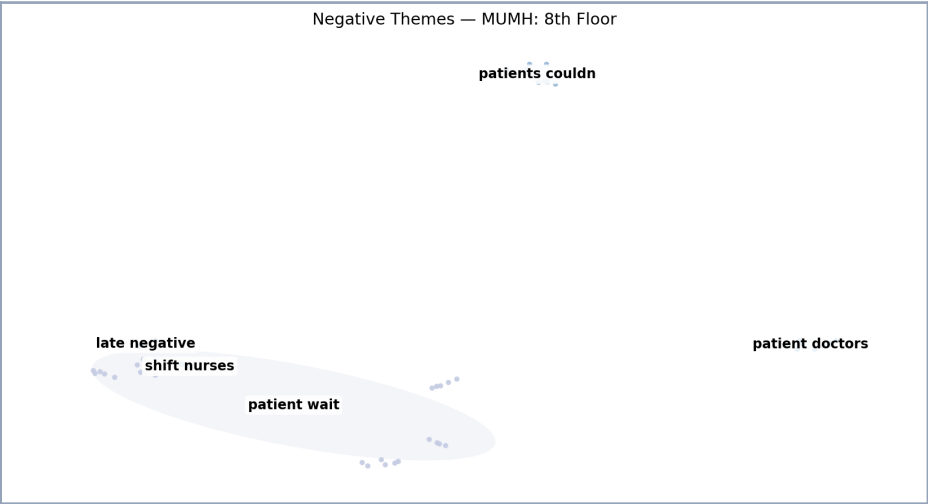 Negative Themes — MUMH: 8th Floor
patients couldn
late negative
patient doctors
shift nurses
patient wait